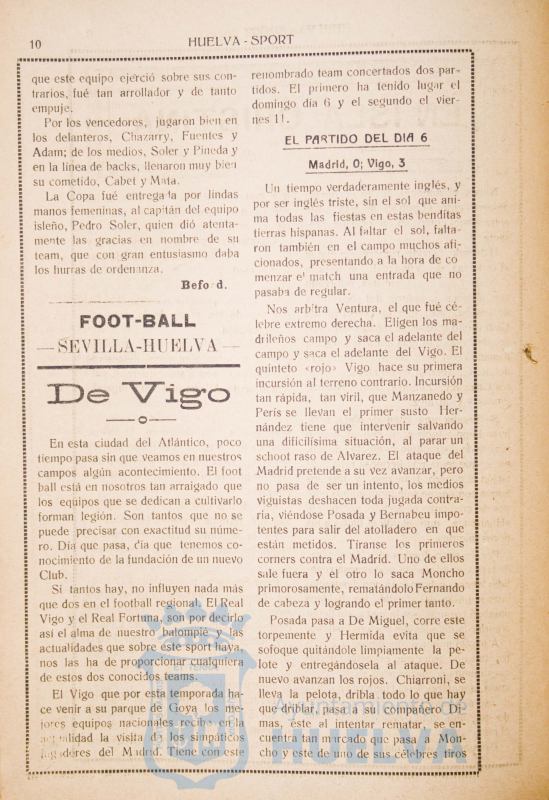 10
HUELVA - SPORT
que este equipo ejerció sobre sus con-
trarios, fué tan arrollador y de tanto
empuje.
Por los vencedores, jugaron bien en
los delanteros, Chazarry, Fuentes y
Adam; de los medios, Soler y Pineda y
en la línea de backs, llenaron muy bien
su cometido, Cabet y Mata.
La Copa fué entregada por lindas
manos femeninas, al capitán del equipo
isleño, Pedro Soler, quien dió atenta-
mente las gracias en nombre de su
team, que con gran entusiasmo daba
los hurras de ordenanza.
Beford.
FOOT-BALL
— SEVILLA-HUELVA —
De Vigo
En esta ciudad del Atlántico, poco
tiempo pasa sin que veamos en nuestros
campos algún acontecimiento. El foot
ball está en nosotros tan arraigado que
los equipos que se dedican a cultivarlo
forman legión. Son tantos que no se
puede precisar con exactitud su núme-
ro. Día que pasa, día que tenemos co-
nocimiento de la fundación de un nuevo
Club.
Si tantos hay, no influyen nada más
que dos en el football regional. El Real
Vigo y el Real Fortuna, son por decirlo
así el alma de nuestro balompié y las
actualidades que sobre este sport haya,
nos las ha de proporcionar cualquiera
de estos dos conocidos teams.
El Vigo que por esta temporada ha-
ce venir a su parque de Goya los me-
jores equipos nacionales recibe en la
actualidad la visita de los simpáticos
jugadores del Madrid. Tiene con este
renombrado team concertados dos par-
tidos. El primero ha tenido lugar el
domingo día 6 y el segundo el vier-
nes 11.
EL PARTIDO DEL DIA 6
Madrid, 0; Vigo, 3
Un tiempo verdaderamente inglés, y
por ser inglés triste, sin el sol que ani-
ma todas las fiestas en estas benditas
tierras hispanas. Al faltar el sol, falta-
ron también en el campo muchos afi-
cionados, presentando a la hora de co
menzar el match una entrada que no
pasaba de regular.
Nos arbitra Ventura, el que fué cé-
lebre extremo derecha. Eligen los ma-
drileños campo y saca el adelante del
campo y saca el adelante del Vigo. El
quinteto «rojo» Vigo hace su primera
incursión al terreno contrario. Incursión
tan rápida, tan viril, que Manzanedo y
Peris se llevan el primer susto Her-
nández tiene que intervenir salvando
una dificilísima situación, al parar un
schoot raso de Alvarez. El ataque del
Madrid pretende a su vez avanzar, pero
no pasa de ser un intento, los medios
viguistas deshacen toda jugada contra-
ria, viéndose Posada y Bernabeu impo-
tentes para salir del atolladero en que
están metidos. Tíranse los primeros
corners contra el Madrid. Uno de ellos
sale fuera y el otro lo saca Moncho
primorosamente, rematándolo Fernando
de cabeza y logrando el primer tanto.
Posada pasa a De Miguel, corre este
torpemente y Hermida evita que se
sofoque quitándole limpiamente la pe-
lote y entregándosela al ataque. De
nuevo avanzan los rojos. Chiarroni, se
lleva la pelota, dribla todo lo que hay
que driblar, pasa a su compañero Di-
mas, éste al intentar rematar, se en-
cuentra tan marcado que pasa a Mon-
cho y este de uno de sus célebres tiros
Ayuntamiento de
HUELVA